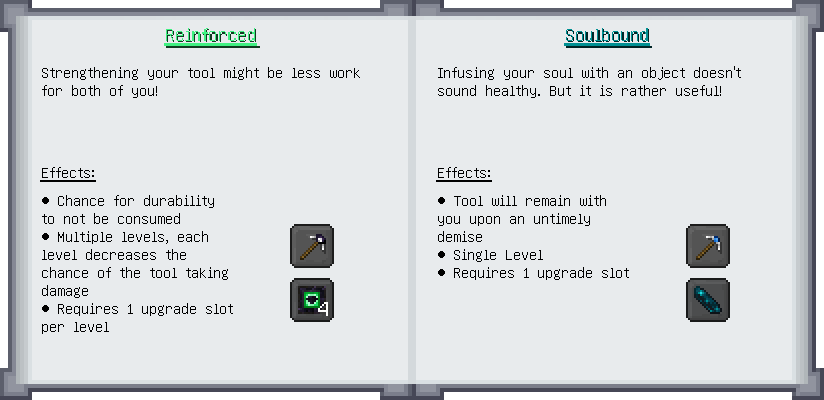 Reinforced
Strengthening your tool might be less work
for both of you!
Effects:
• Chance for durability
to not be consumed
• Multiple levels, each
level decreases the
chance of the tool taking
damage
• Requires 1 upgrade slot
per level
4
Soulbound
Infusing your soul with an object doesn't
sound healthy. But it is rather useful!
Effects:
• Tool will remain with
you upon an untimely
demise
• Single Level
• Requires 1 upgrade slot